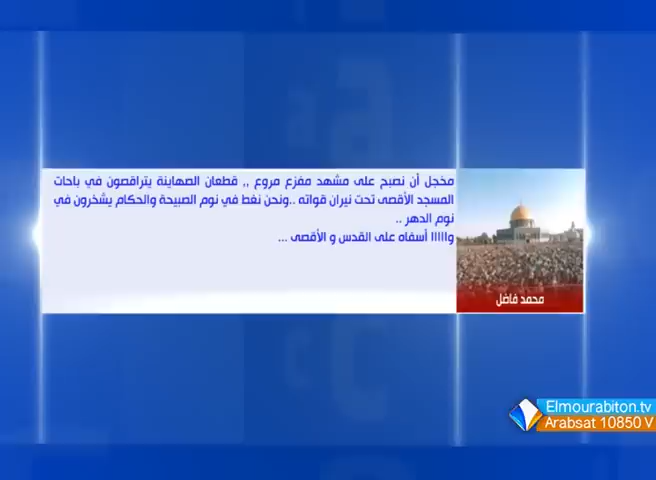 مخجل أن نصبح على مشهد مفزع مروع ,, قطعان الصهاينة يتراقصون في باحات
المسجد الأقصى تحت نيران قواته ..ونحن نغط في نوم الصبيحة والحكام يشخرون في
نوم الدهر ..
واااااا أسفاه على القدس و الأقصى ...
محمد فاضل
Elmourabiton.tv
Arabsat 10850 V